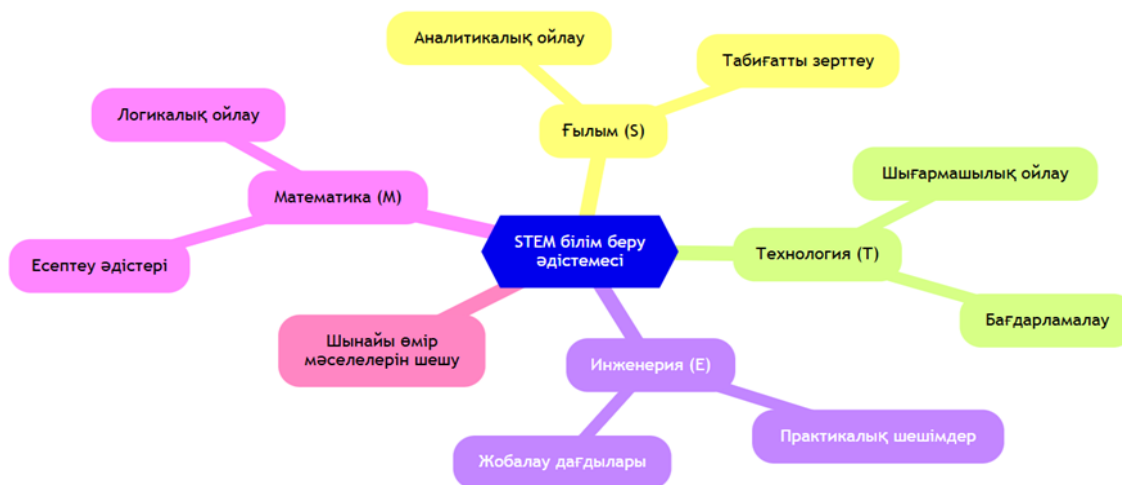 Аналитикалық ойлау
Табиғатты зерттеу
Ғылым (S)
Логикалық ойлау
Математика (M)
Есептеу әдістері
STEM білім беру
әдістемесі
Шығармашылық ойлау
Технология (T)
Бағдарламалау
Шынайы өмір
мәселелерін шешу
Инженерия (E)
Жобалау дағдылары
Практикалық шешімдер